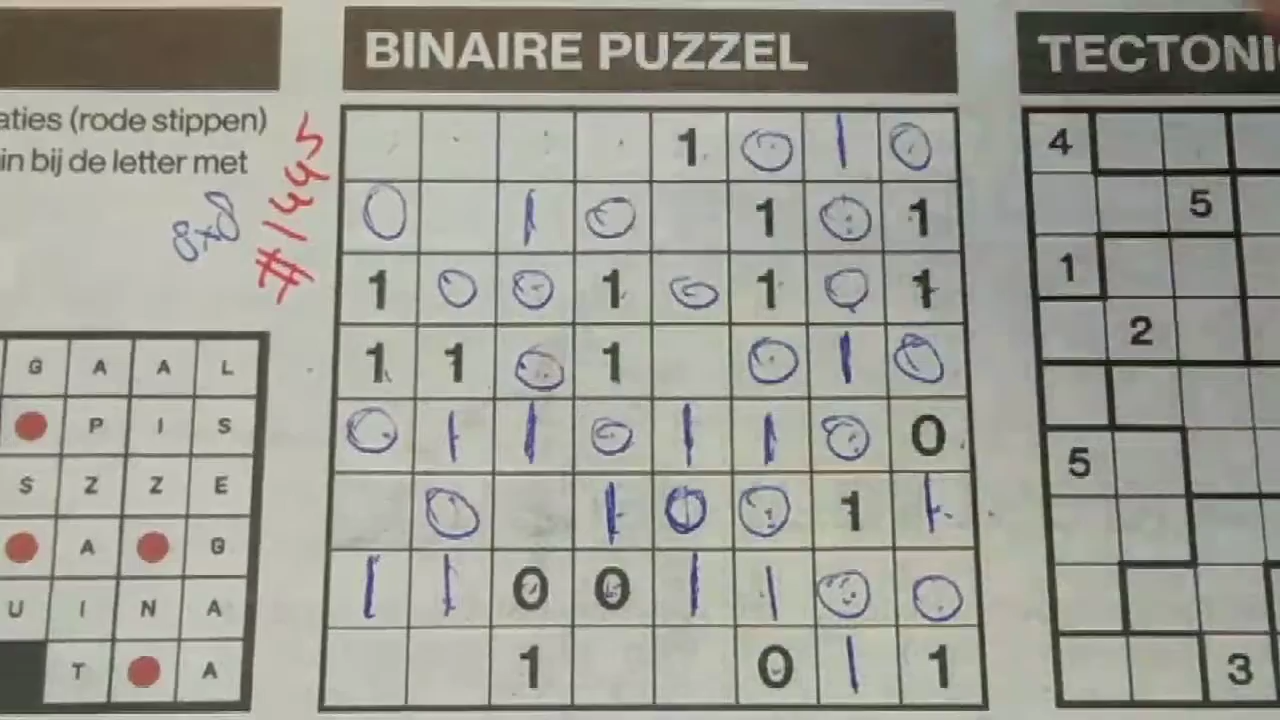 BINAIRE PUZZEL
TECTONI
aties (rode stippen)
in bij de letter met
8x8
#1445
1 0 1 0
0 1 0 1 0 1
1 0 0 1 0 1 0 1
1 1 0 1 0 1 0
0 1 1 0 1 1 0 0
0 1 0 0 1 1
1 1 0 0 1 1 0 0
1 0 1 1
G A A L
P I S
S Z Z E
A G
U I N A
T A
4
5
1
2
5
3